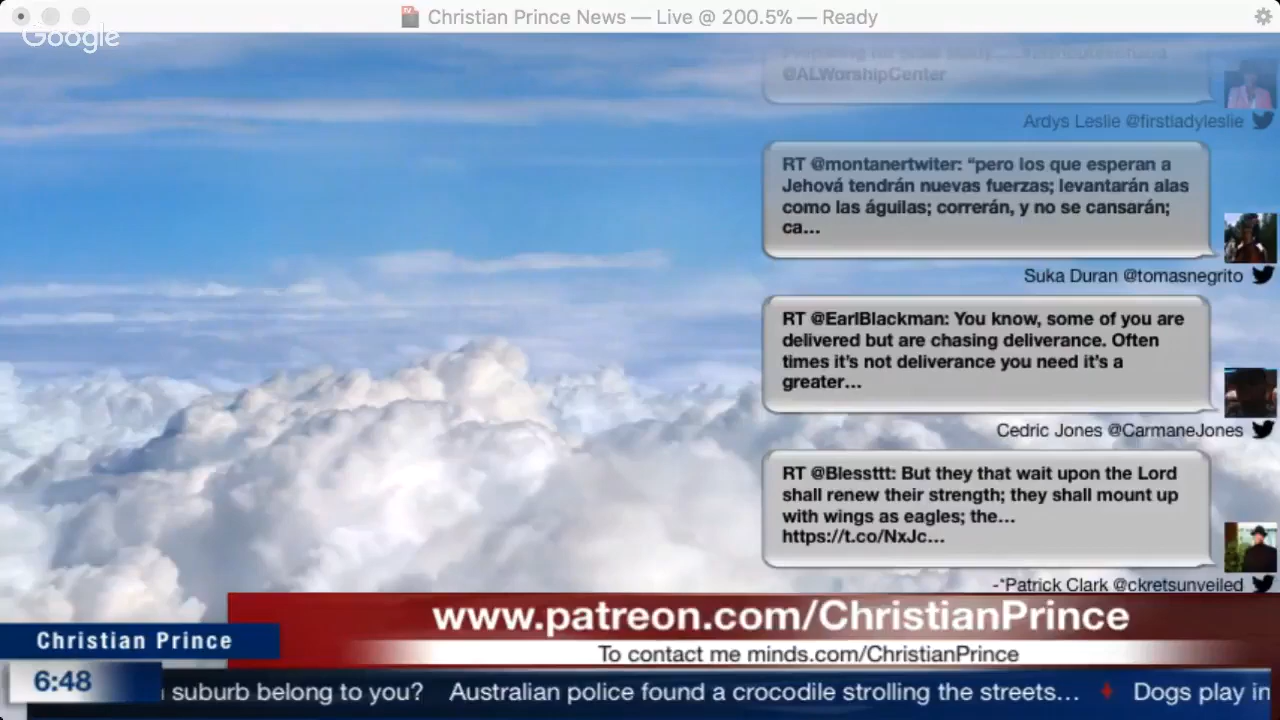 Christian Prince News — Live @ 200.5% — Ready
Google
@ALWorshipCenter
Ardys Leslie @firstladyleslie
RT @montanertwiter: “pero los que esperan a
Jehová tendrán nuevas fuerzas; levantarán alas
como las águilas; correrán, y no se cansarán;
ca...
Suka Duran @tomasnegrito
RT @EarlBlackman: You know, some of you are
delivered but are chasing deliverance. Often
times it’s not deliverance you need it’s a
greater...
Cedric Jones @CarmaneJones
RT @Blessttt: But they that wait upon the Lord
shall renew their strength; they shall mount up
with wings as eagles; the...
https://t.co/NxJc...
-*Patrick Clark @ckretsunveiled
www.patreon.com/ChristianPrince
Christian Prince
To contact me minds.com/ChristianPrince
6:48
suburb belong to you? Australian police found a crocodile strolling the streets... Dogs play in